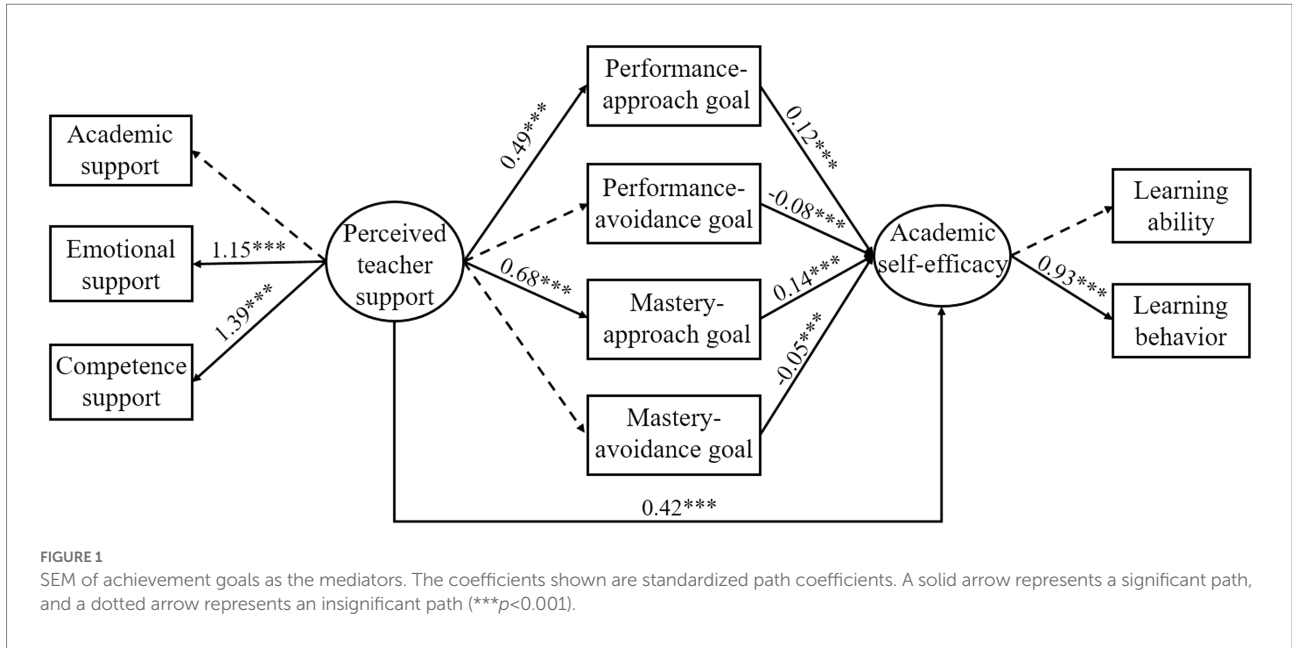 Academic
support
Emotional
support
Competence
support
1.15***
1.39***
Perceived
teacher
support
0.49***
0.68***
Performance-
approach goal
Performance-
avoidance goal
Mastery-
approach goal
Mastery-
avoidance goal
0.12***
-0.08***
0.14***
-0.05***
0.42***
Academic
self-efficacy
0.93***
Learning
ability
Learning
behavior
FIGURE 1
SEM of achievement goals as the mediators. The coefficients shown are standardized path coefficients. A solid arrow represents a significant path,
and a dotted arrow represents an insignificant path (***p<0.001).